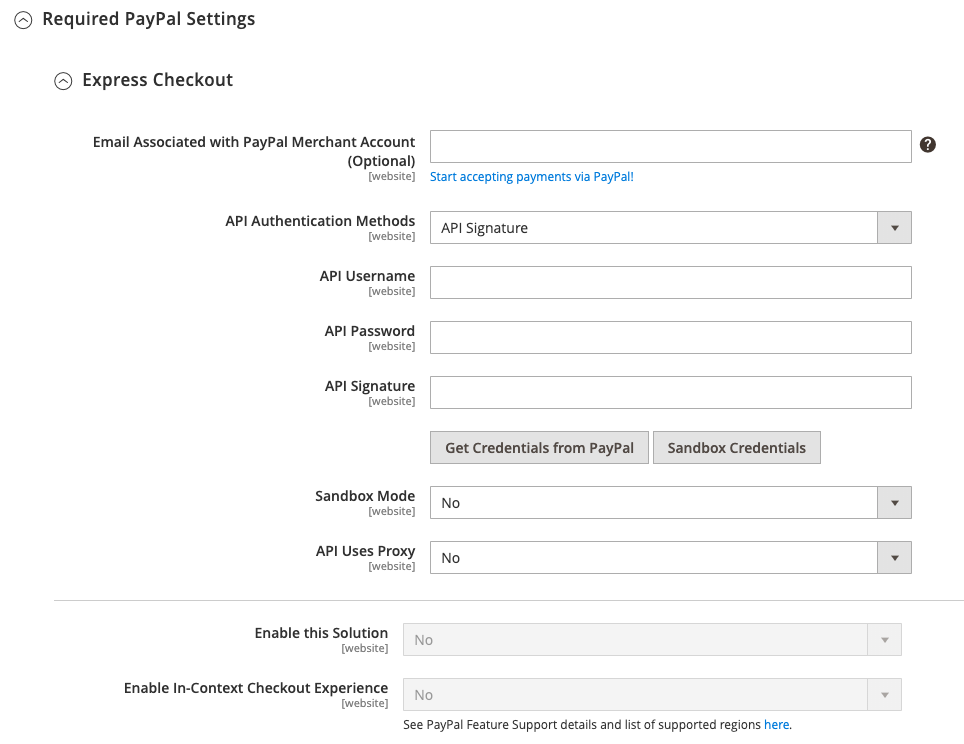 Required PayPal Settings
Express Checkout
Email Associated with PayPal Merchant Account
(Optional)
[website]
?
Start accepting payments via PayPal!
API Authentication Methods
[website]
API Signature
API Username
[website]
API Password
[website]
API Signature
[website]
Get Credentials from PayPal
Sandbox Credentials
Sandbox Mode
[website]
No
API Uses Proxy
[website]
No
Enable this Solution
[website]
No
Enable In-Context Checkout Experience
[website]
No
See PayPal Feature Support details and list of supported regions here.